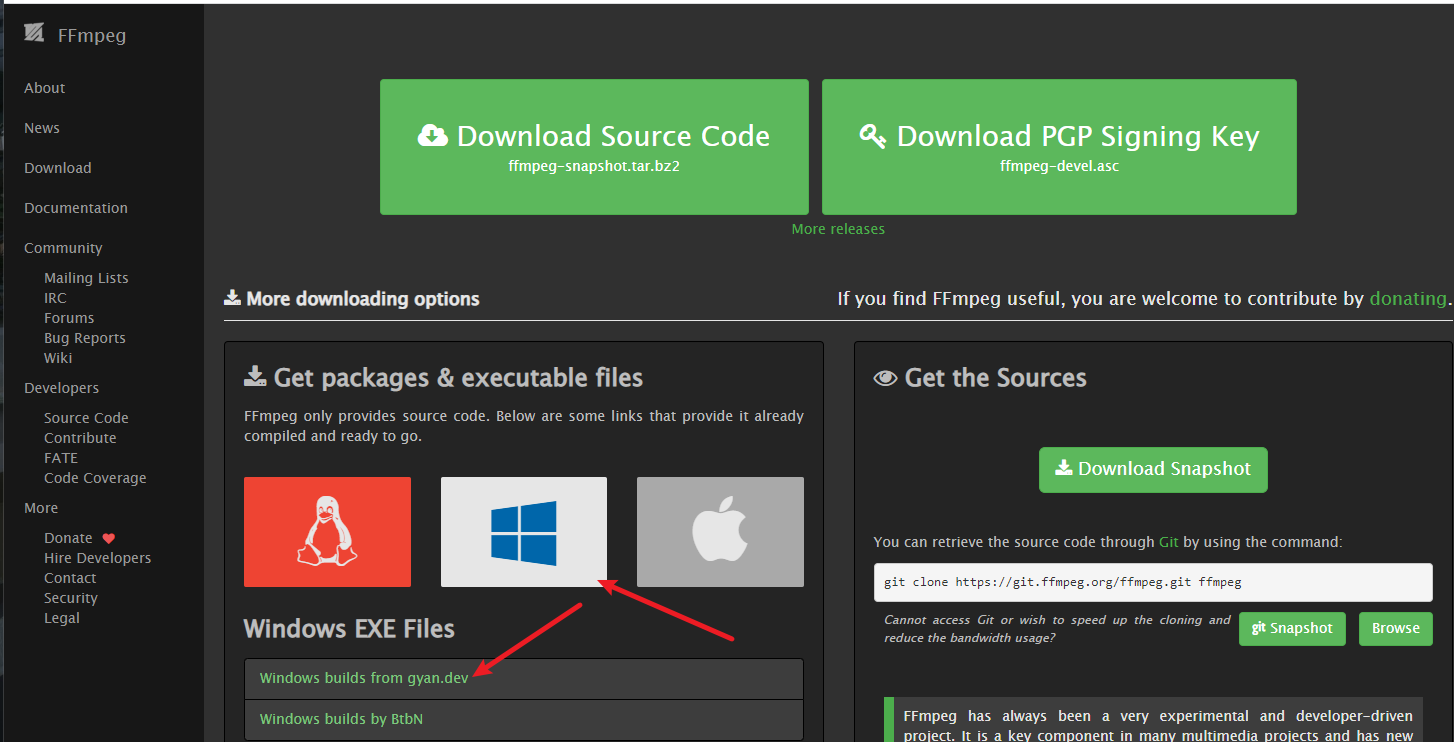 FFmpeg
About
News
Download
Documentation
Community
Mailing Lists
IRC
Forums
Bug Reports
Wiki
Developers
Source Code
Contribute
FATE
Code Coverage
More
Donate
Hire Developers
Contact
Security
Legal
Download Source Code
ffmpeg-snapshot.tar.bz2
Download PGP Signing Key
ffmpeg-devel.asc
More releases
More downloading options
If you find FFmpeg useful, you are welcome to contribute by donating.
Get packages & executable files
FFmpeg only provides source code. Below are some links that provide it already
compiled and ready to go.
Windows EXE Files
Windows builds from gyan.dev
Windows builds by BtbN
Get the Sources
Download Snapshot
You can retrieve the source code through Git by using the command:
git clone https://git.ffmpeg.org/ffmpeg.git ffmpeg
Cannot access Git or wish to speed up the cloning and
reduce the bandwidth usage?
git Snapshot
Browse
FFmpeg has always been a very experimental and developer-driven
project. It is a key component in many multimedia projects and has new